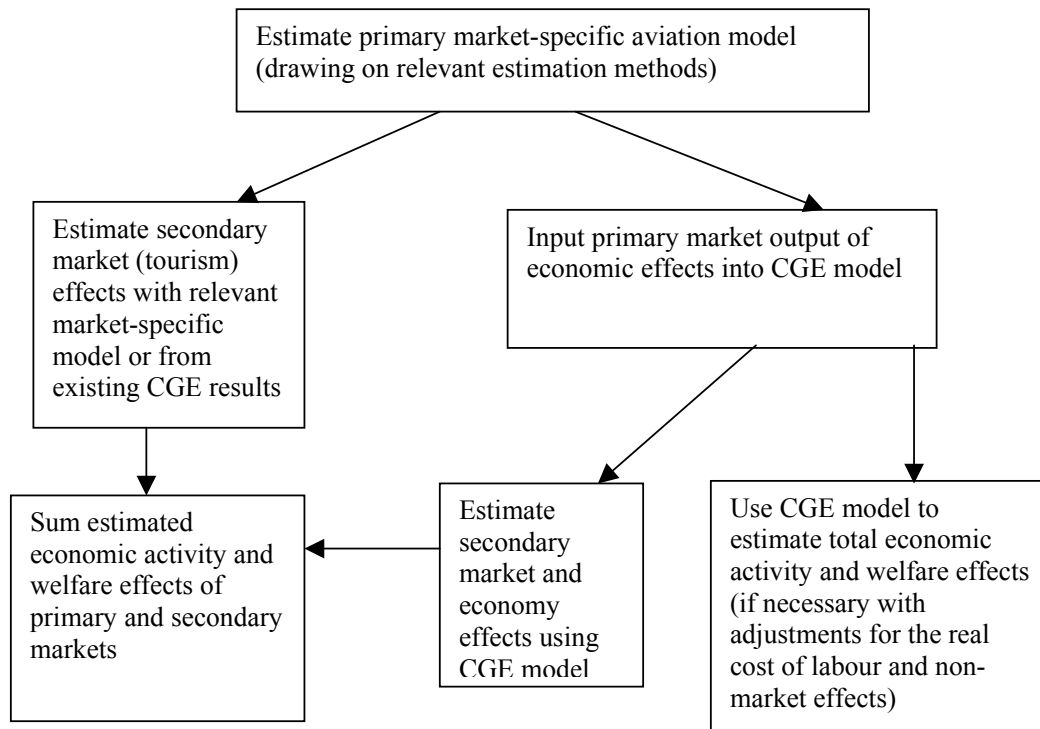 Estimate primary market-specific aviation model
(drawing on relevant estimation methods)
Estimate secondary
market (tourism)
effects with relevant
market-specific
model or from
existing CGE results
Input primary market output of
economic effects into CGE model
Sum estimated
economic activity and
welfare effects of
primary and secondary
markets
Estimate
secondary
market and
economy
effects using
CGE model
Use CGE model to
estimate total economic
activity and welfare effects
(if necessary with
adjustments for the real
cost of labour and non-
market effects)